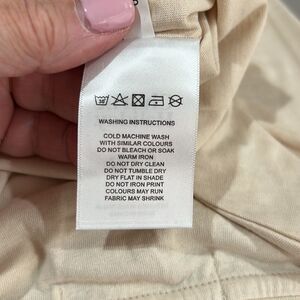 WASHING INSTRUCTIONS
COLD MACHINE WASH
WITH SIMILAR COLOURS
DO NOT BLEACH OR SOAK
WARM IRON
DO NOT DRY CLEAN
DO NOT TUMBLE DRY
DRY FLAT IN SHADE
DO NOT IRON PRINT
COLOURS MAY RUN
FABRIC MAY SHRINK